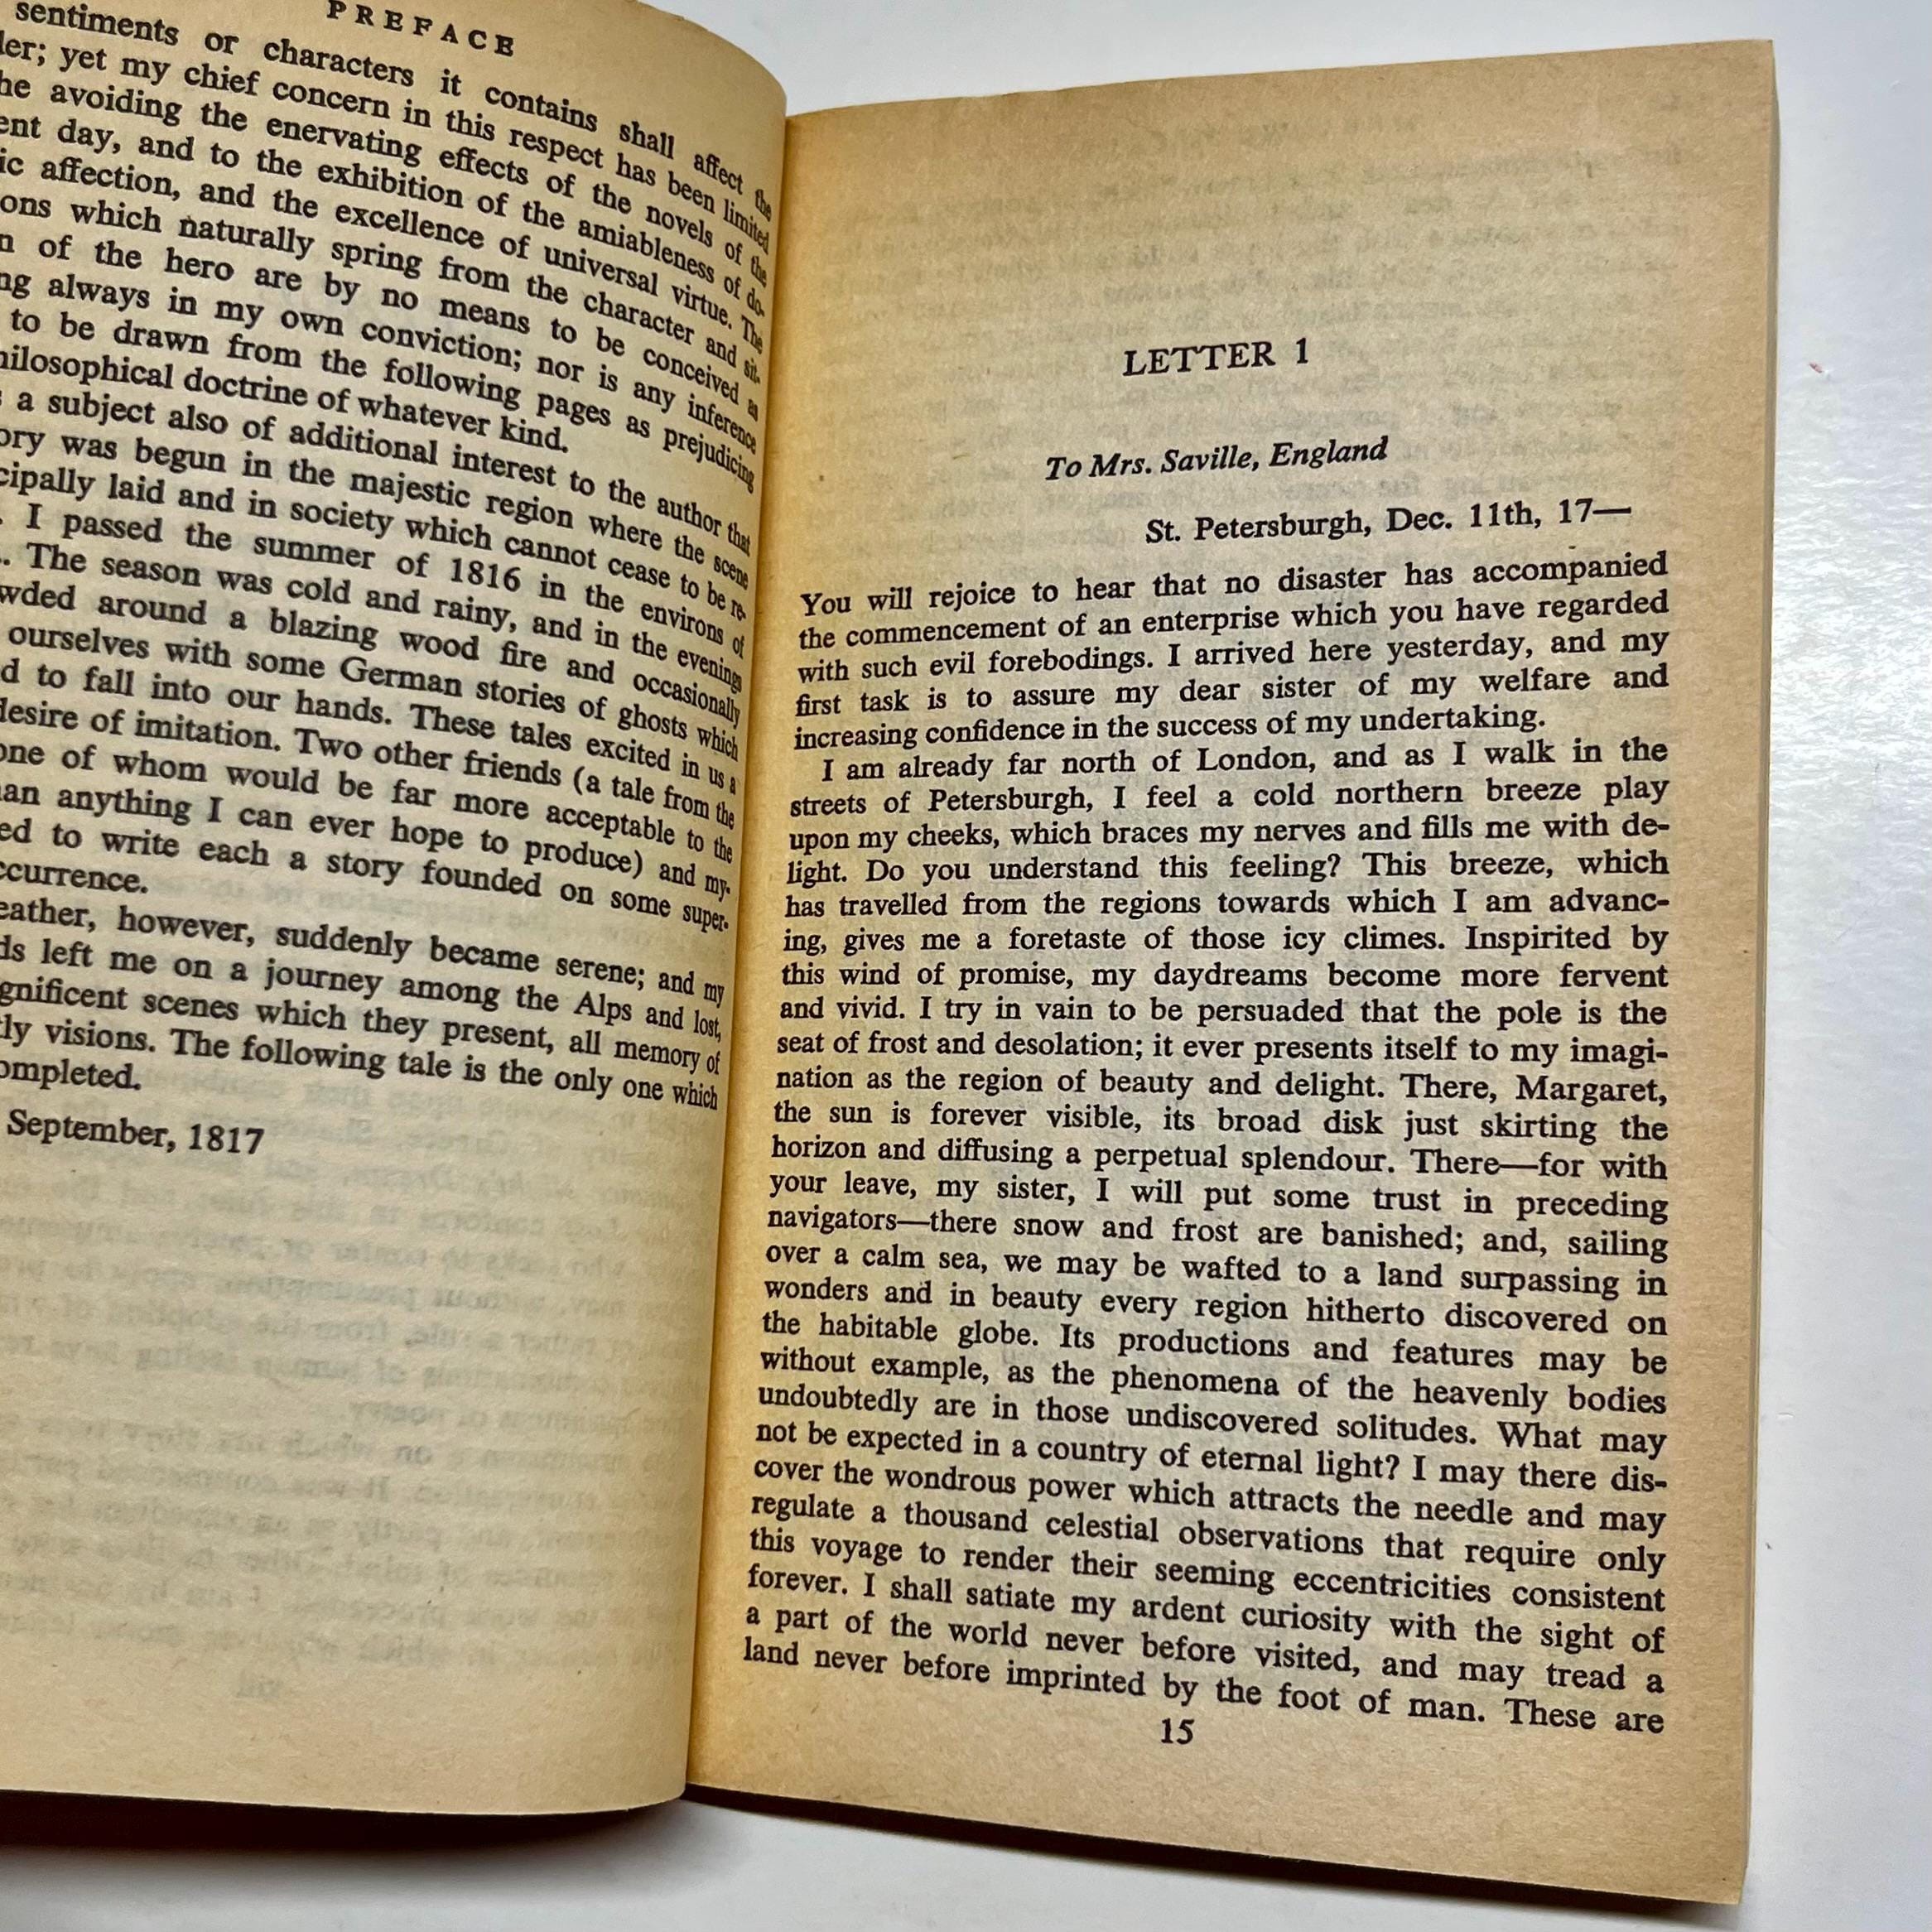 PREFACE
sentiments or characters it contains shall affect the
der; yet my chief concern in this respect has been limited
he avoiding the enervating effects of the novels of the
ent day, and to the exhibition of the amiableness of do-
ic affection, and the excellence of universal virtue. The
ons which naturally spring from the character and sit-
n of the hero are by no means to be conceived as
ng always in my own conviction; nor is any inference
to be drawn from the following pages as prejudicing
hilosophical doctrine of whatever kind.
a subject also of additional interest to the author that
ory was begun in the majestic region where the scene
cipally laid and in society which cannot cease to be re-
. I passed the summer of 1816 in the environs of
.. The season was cold and rainy, and in the evenings
wded around a blazing wood fire and occasionally
ourselves with some German stories of ghosts which
d to fall into our hands. These tales excited in us a
desire of imitation. Two other friends (a tale from the
one of whom would be far more acceptable to the
an anything I can ever hope to produce) and my-
ed to write each a story founded on some super-
ccurrence.
eather, however, suddenly became serene; and my
ds left me on a journey among the Alps and lost,
gnificent scenes which they present, all memory of
tly visions. The following tale is the only one which
ompleted.
September, 1817
LETTER 1
To Mrs. Saville, England
St. Petersburgh, Dec. 11th, 17—
You will rejoice to hear that no disaster has accompanied
the commencement of an enterprise which you have regarded
with such evil forebodings. I arrived here yesterday, and my
first task is to assure my dear sister of my welfare and
increasing confidence in the success of my undertaking.
I am already far north of London, and as I walk in the
streets of Petersburgh, I feel a cold northern breeze play
upon my cheeks, which braces my nerves and fills me with de-
light. Do you understand this feeling? This breeze, which
has travelled from the regions towards which I am advanc-
ing, gives me a foretaste of those icy climes. Inspirited by
this wind of promise, my daydreams become more fervent
and vivid. I try in vain to be persuaded that the pole is the
seat of frost and desolation; it ever presents itself to my imagi-
nation as the region of beauty and delight. There, Margaret,
the sun is forever visible, its broad disk just skirting the
horizon and diffusing a perpetual splendour. There—for with
your leave, my sister, I will put some trust in preceding
navigators—there snow and frost are banished; and, sailing
over a calm sea, we may be wafted to a land surpassing in
wonders and in beauty every region hitherto discovered on
the habitable globe. Its productions and features may be
without example, as the phenomena of the heavenly bodies
undoubtedly are in those undiscovered solitudes. What may
not be expected in a country of eternal light? I may there dis-
cover the wondrous power which attracts the needle and may
regulate a thousand celestial observations that require only
this voyage to render their seeming eccentricities consistent
forever. I shall satiate my ardent curiosity with the sight of
a part of the world never before visited, and may tread a
land never before imprinted by the foot of man. These are
15